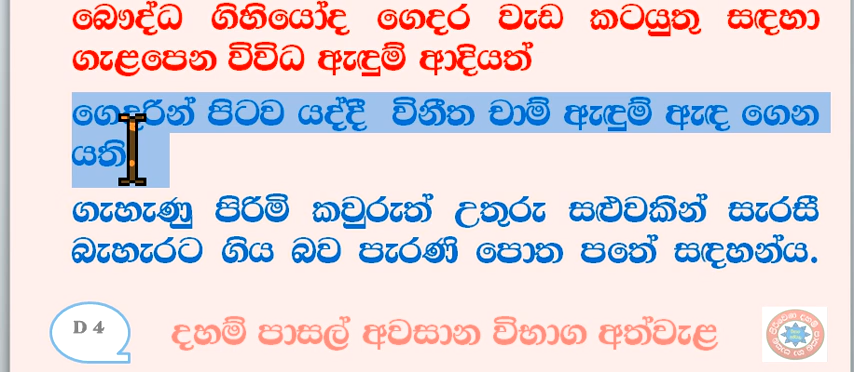 බෞද්ධ ගිහියෝද ගෙදර වැඩ කටයුතු සඳහා
ගැළපෙන විවිධ ඇඳුම් ආදියත්
ගෙදරින් පිටව යද්දී විනීත චාම් ඇඳුම් ඇඳ ගෙන
යති
ගැහැණු පිරිමි කවුරුත් උතුරු සළුවකින් සැරසී
බැහැරට ගිය බව පැරණි පොත පතේ සඳහන්ය.
D 4
දහම් පාසල් අවසාන විභාග අත්වැළ